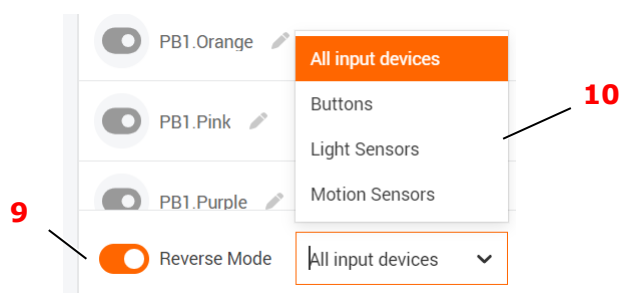 PB1.Orange
All input devices
Buttons
10
PB1.Pink
Light Sensors
PB1.Purple
Motion Sensors
9
Reverse Mode
All input devices